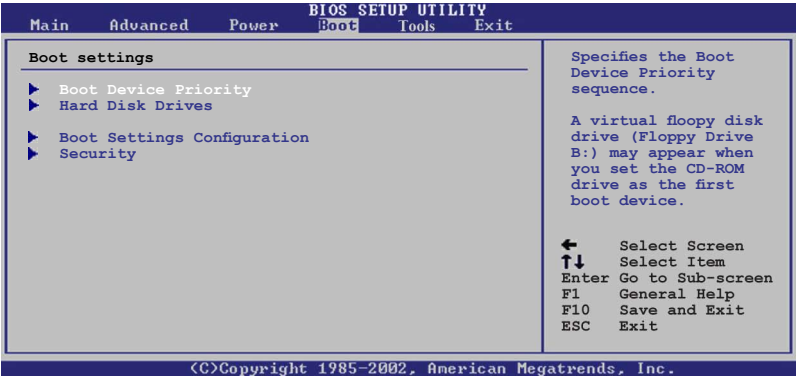 BIOS SETUP UTILITY
Main Advanced Power Boot Tools Exit
Boot settings
Boot Device Priority
Hard Disk Drives
Boot Settings Configuration
Security
Specifies the Boot
Device Priority
sequence.
A virtual floopy disk
drive (Floppy Drive
B:) may appear when
you set the CD-ROM
drive as the first
boot device.
← Select Screen
↑↓ Select Item
Enter Go to Sub-screen
F1 General Help
F10 Save and Exit
ESC Exit
(C)Copyright 1985-2002, American Megatrends, Inc.